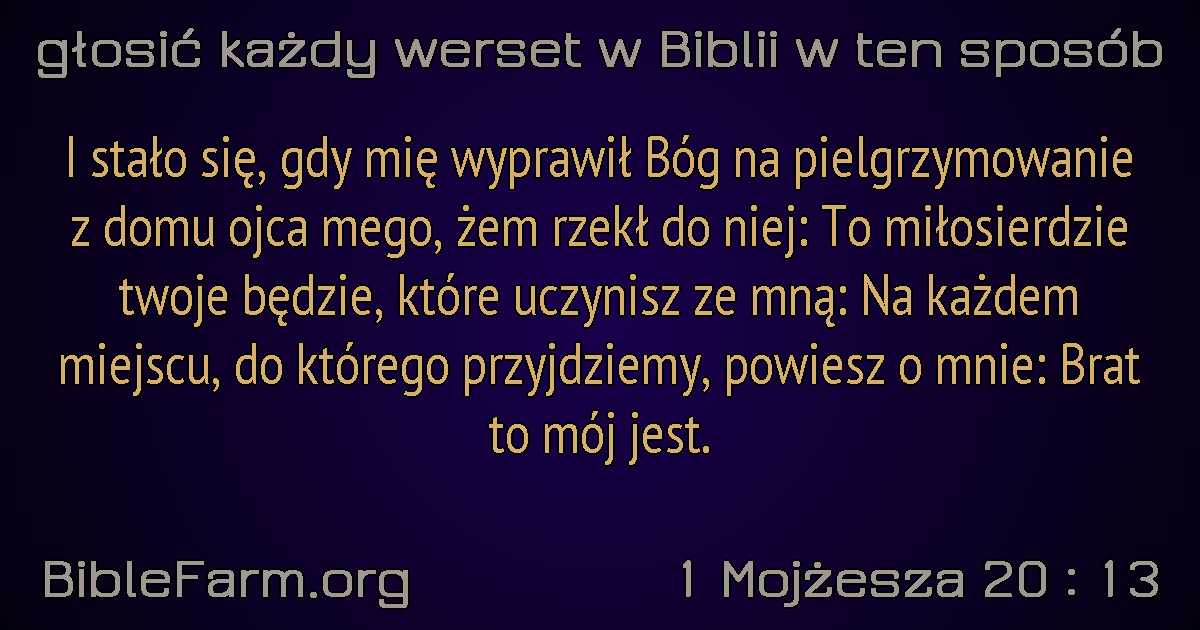 głosić każdy werset w Biblii w ten sposób
I stało się, gdy mię wyprawił Bóg na pielgrzymowanie
z domu ojca mego, żem rzekł do niej: To miłosierdzie
twoje będzie, które uczynisz ze mną: Na każdem
miejscu, do którego przyjdziemy, powiesz o mnie: Brat
to mój jest.
BibleFarm.org
1 Mojżesza 20 : 13